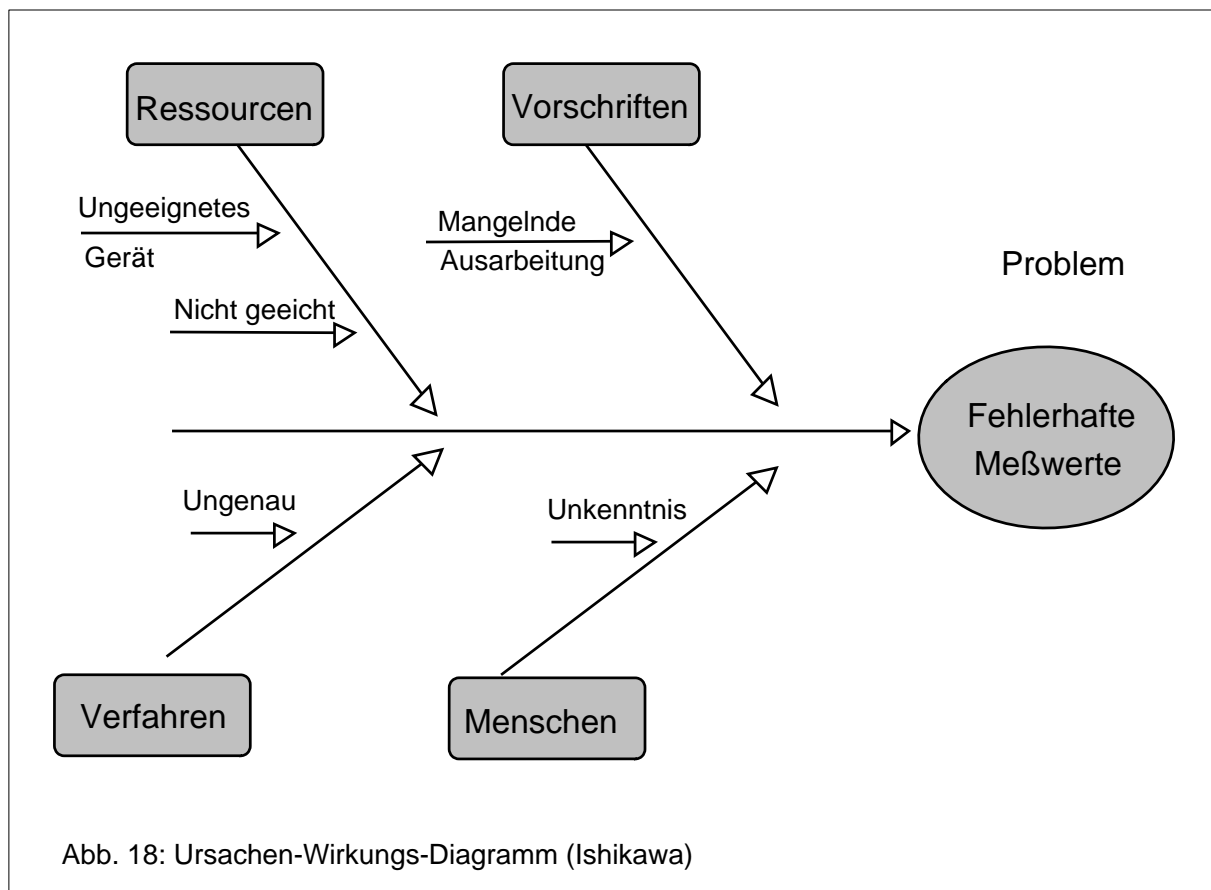 Ressourcen
Vorschriften
Ungeeignetes
Gerät
Mangelnde
Ausarbeitung
Problem
Nicht geeicht
Fehlerhafte
Meßwerte
Ungenau
Unkenntnis
Verfahren
Menschen
Abb. 18: Ursachen-Wirkungs-Diagramm (Ishikawa)